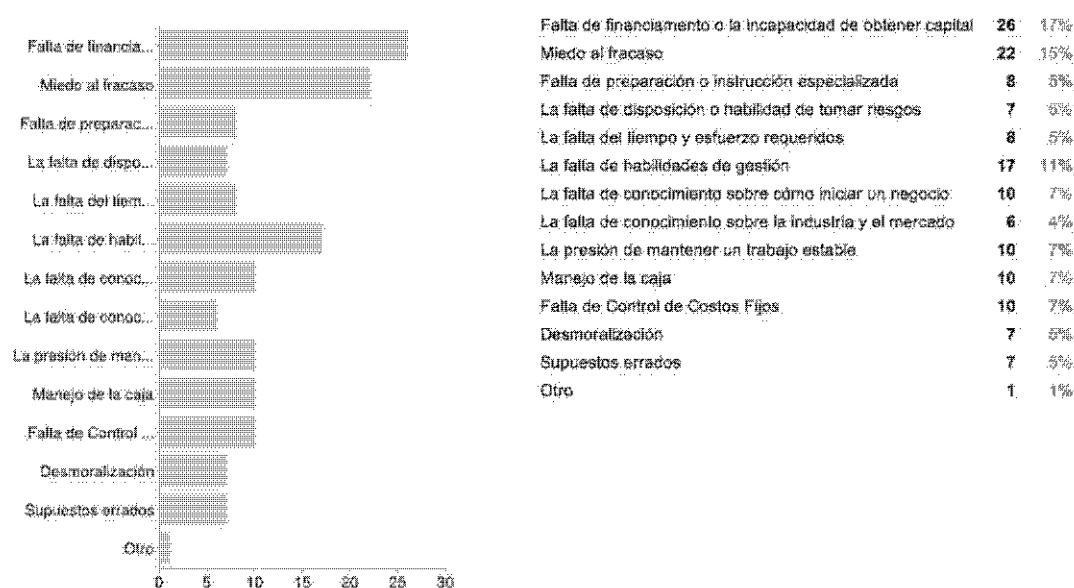 Falta de financia...
Miedo al fracaso
Falta de preparac...
La falta de dispo...
La falta del tiem...
La falta de habil...
La falta de conoc...
La falta de conoc...
La presión de man...
Manejo de la caja
Falta de Control ...
Desmoralización
Supuestos errados
Otro
0 5 10 15 20 25 30
Falta de financiamento o la incapacidad de obtener capital 26 17%
Miedo al fracaso 22 15%
Falta de preparación o instrucción especializada 8 5%
La falta de disposición o habilidad de tomar riesgos 7 5%
La falta del tiempo y esfuerzo requeridos 8 5%
La falta de habilidades de gestión 17 11%
La falta de conocimiento sobre cómo iniciar un negocio 10 7%
La falta de conocimiento sobre la industria y el mercado 6 4%
La presión de mantener un trabajo estable 10 7%
Manejo de la caja 10 7%
Falta de Control de Costos Fijos 10 7%
Desmoralización 7 5%
Supuestos errados 7 5%
Otro 1 1%